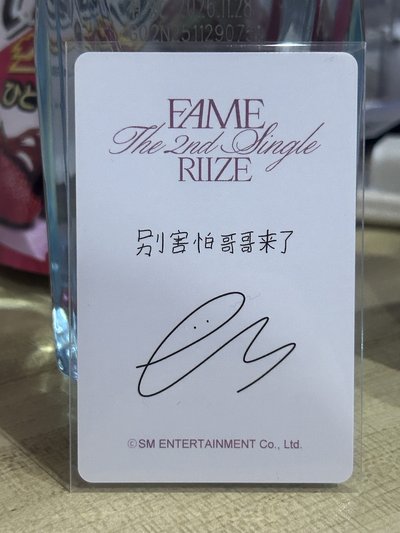 FAME
The 2nd Single
RIIZE
别害怕哥哥来了
©SM ENTERTAINMENT Co., Ltd.